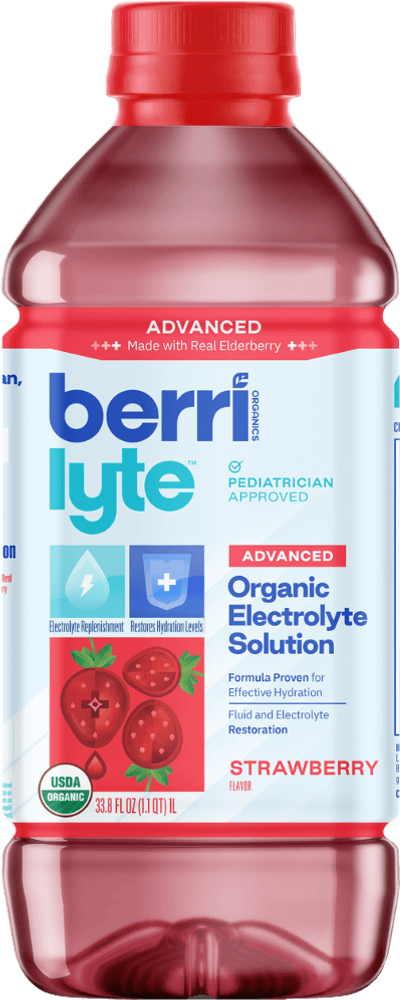 ADVANCED
+++ Made with Real Elderberry +++
berri
ORGANICS
lyte™
PEDIATRICIAN
APPROVED
Electrolyte Replenishment
Restores Hydration Levels
ADVANCED
Organic
Electrolyte
Solution
Formula Proven for
Effective Hydration
Fluid and Electrolyte
Restoration
STRAWBERRY
FLAVOR
USDA
ORGANIC
33.8 FL OZ (1.1 QT) 1L